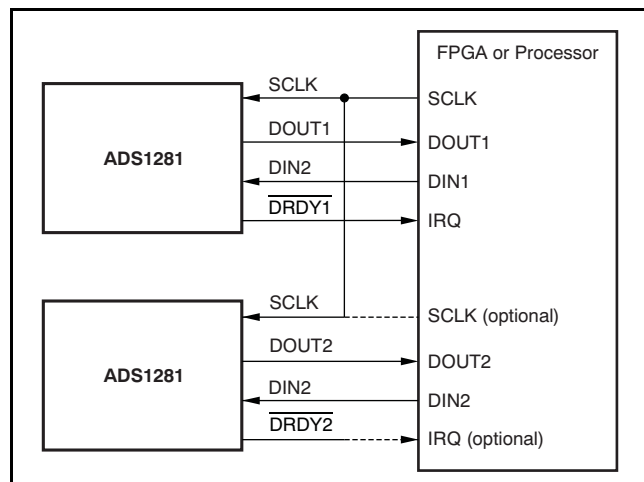 FPGA or Processor
SCLK
SCLK
DOUT1
DOUT1
ADS1281
DIN2
DIN1
DRDY1
IRQ
SCLK
SCLK (optional)
DOUT2
DOUT2
ADS1281
DIN2
DIN2
DRDY2
IRQ (optional)